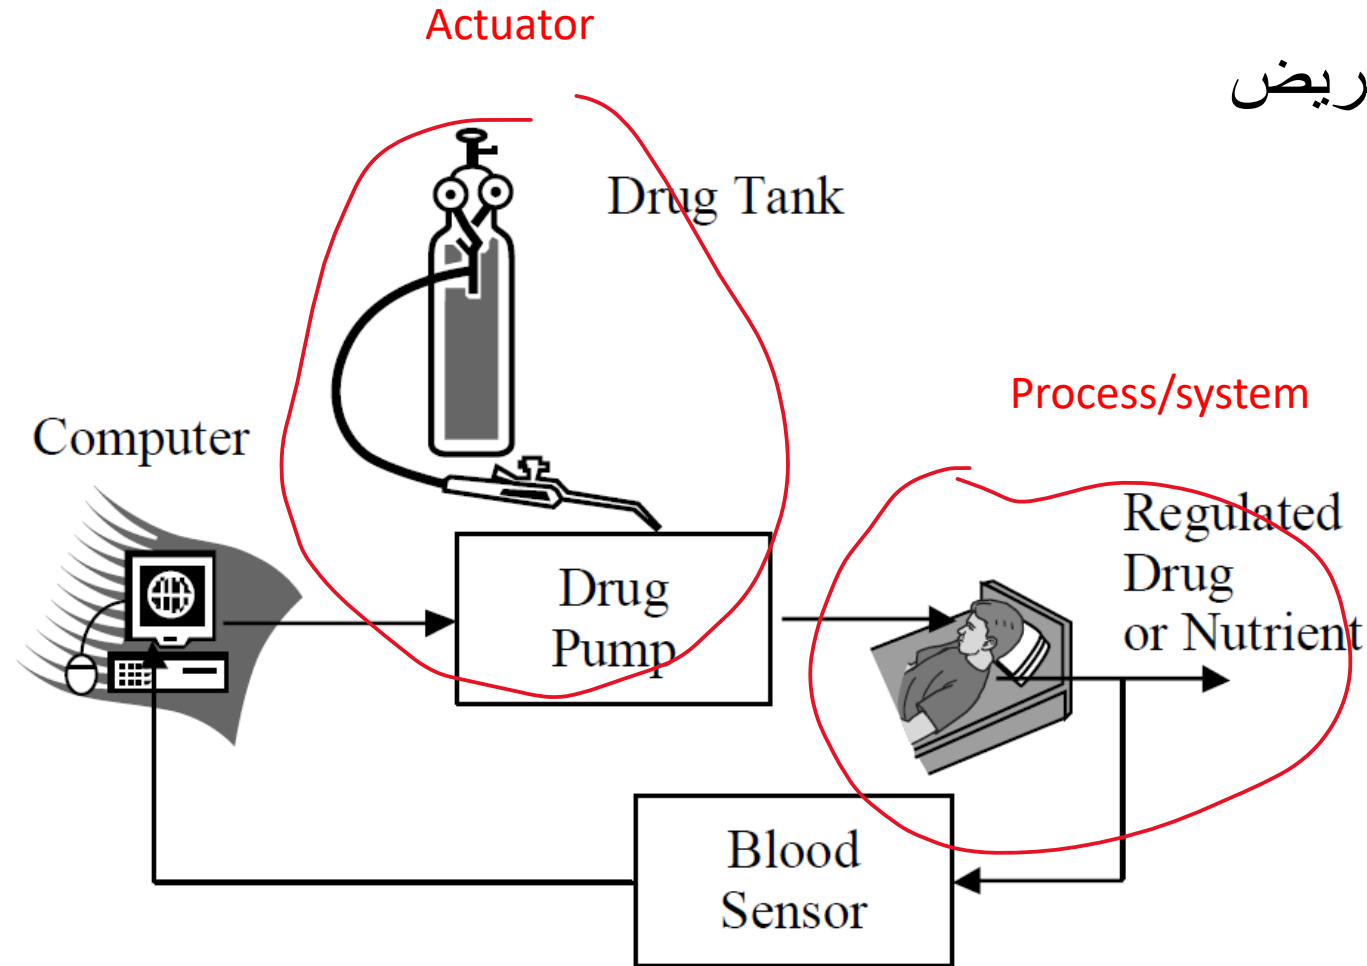 Actuator
ريض
Drug Tank
Process/system
Computer
Regulated
Drug
or Nutrient
Drug
Pump
Blood
Sensor